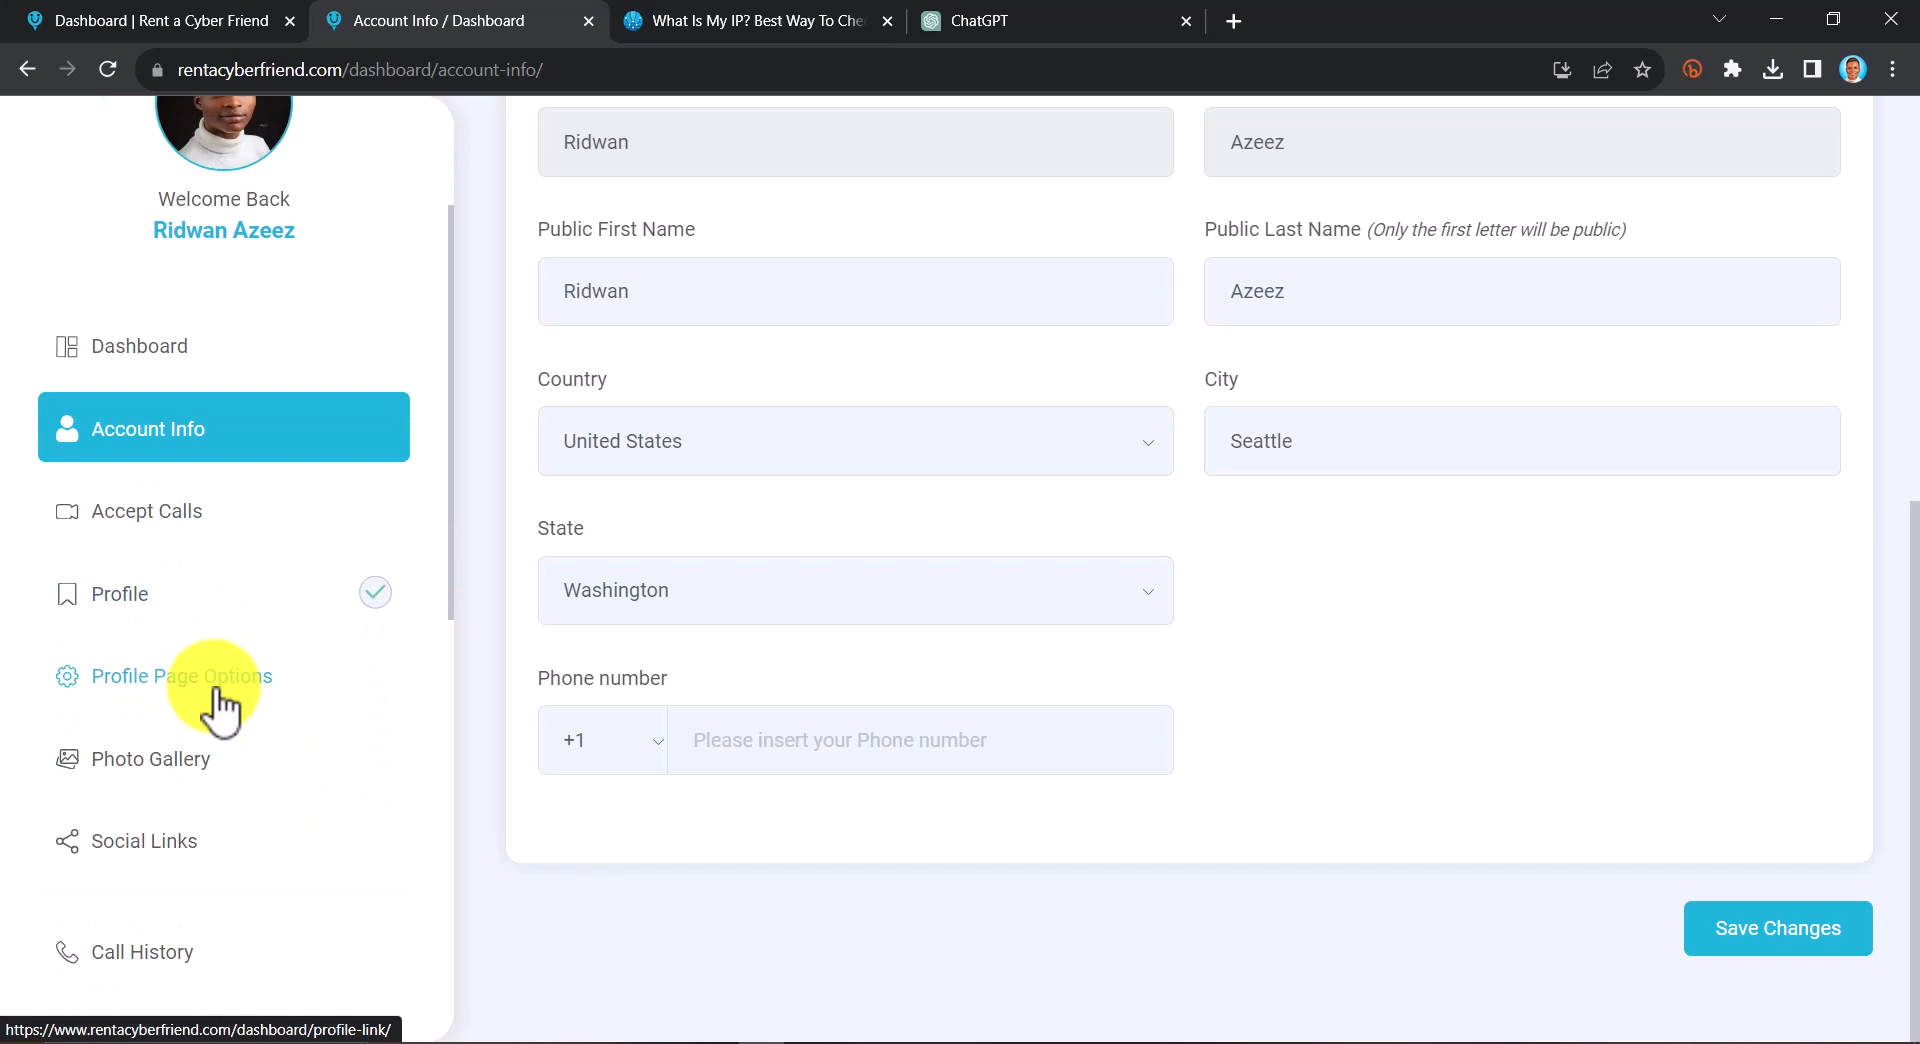 Dashboard | Rent a Cyber Friend
Account Info / Dashboard
What Is My IP? Best Way To Che
ChatGPT
rentacyberfriend.com/dashboard/account-info/
Welcome Back
Ridwan Azeez
Dashboard
Account Info
Accept Calls
Profile
Profile Page Options
Photo Gallery
Social Links
Call History
Ridwan
Azeez
Public First Name
Public Last Name (Only the first letter will be public)
Ridwan
Azeez
Country
City
United States
Seattle
State
Washington
Phone number
+1
Please insert your Phone number
Save Changes
https://www.rentacyberfriend.com/dashboard/profile-link/